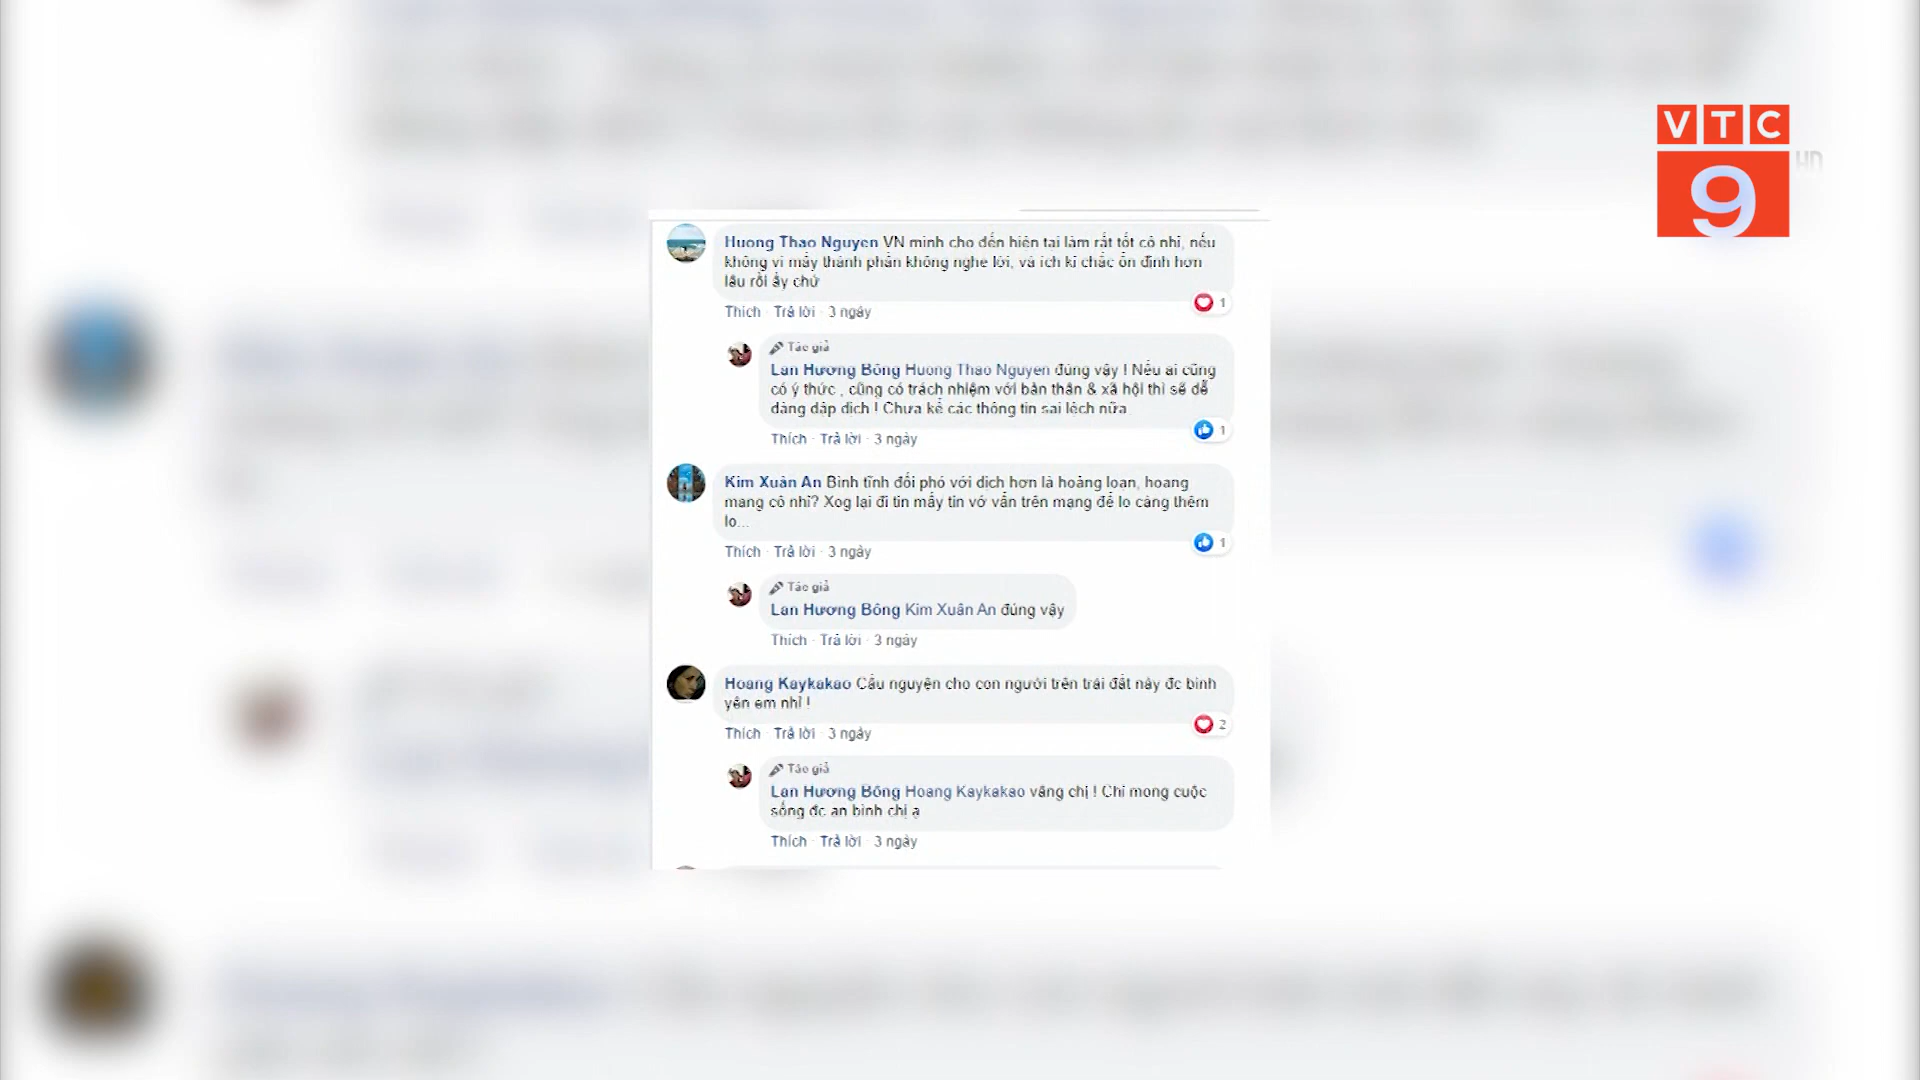 VTC
9
HD
Huong Thao Nguyen VN mình cho đến hiện tại làm rất tốt cô nhỉ, nếu
không vì mấy thành phần không nghe lời, và ích kỉ chắc ổn định hơn
lâu rồi ấy chứ
1
Thích · Trả lời · 3 ngày
Tác giả
Lan Hương Bông Huong Thao Nguyen đúng vậy ! Nếu ai cũng
có ý thức , cũng có trách nhiệm với bản thân & xã hội thì sẽ dễ
dàng dập dịch ! Chưa kể các thông tin sai lệch nữa
1
Thích · Trả lời · 3 ngày
Kim Xuân An Bình tĩnh đối phó với dịch hơn là hoảng loạn, hoang
mang cô nhỉ? Xog lại đi tin mấy tin vớ vẩn trên mạng để lo càng thêm
lo...
1
Thích · Trả lời · 3 ngày
Tác giả
Lan Hương Bông Kim Xuân An đúng vậy
Thích · Trả lời · 3 ngày
Hoang Kaykakao Cầu nguyện cho con người trên trái đất này đc bình
yên em nhỉ !
2
Thích · Trả lời · 3 ngày
Tác giả
Lan Hương Bông Hoang Kaykakao vâng chị ! Chỉ mong cuộc
sống đc an bình chị ạ
Thích · Trả lời · 3 ngày